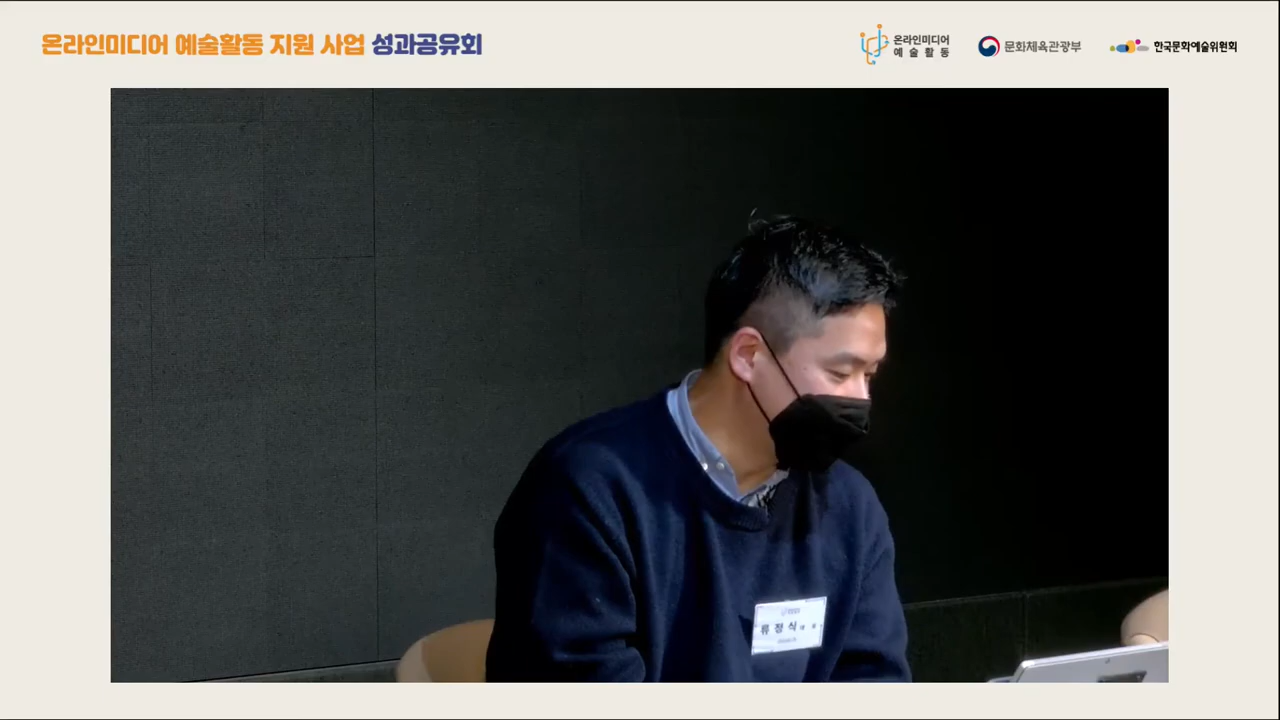 온라인미디어 예술활동 지원 사업 성과공유회
온라인미디어
예술활동
문화체육관광부
한국문화예술위원회
류정식 대표